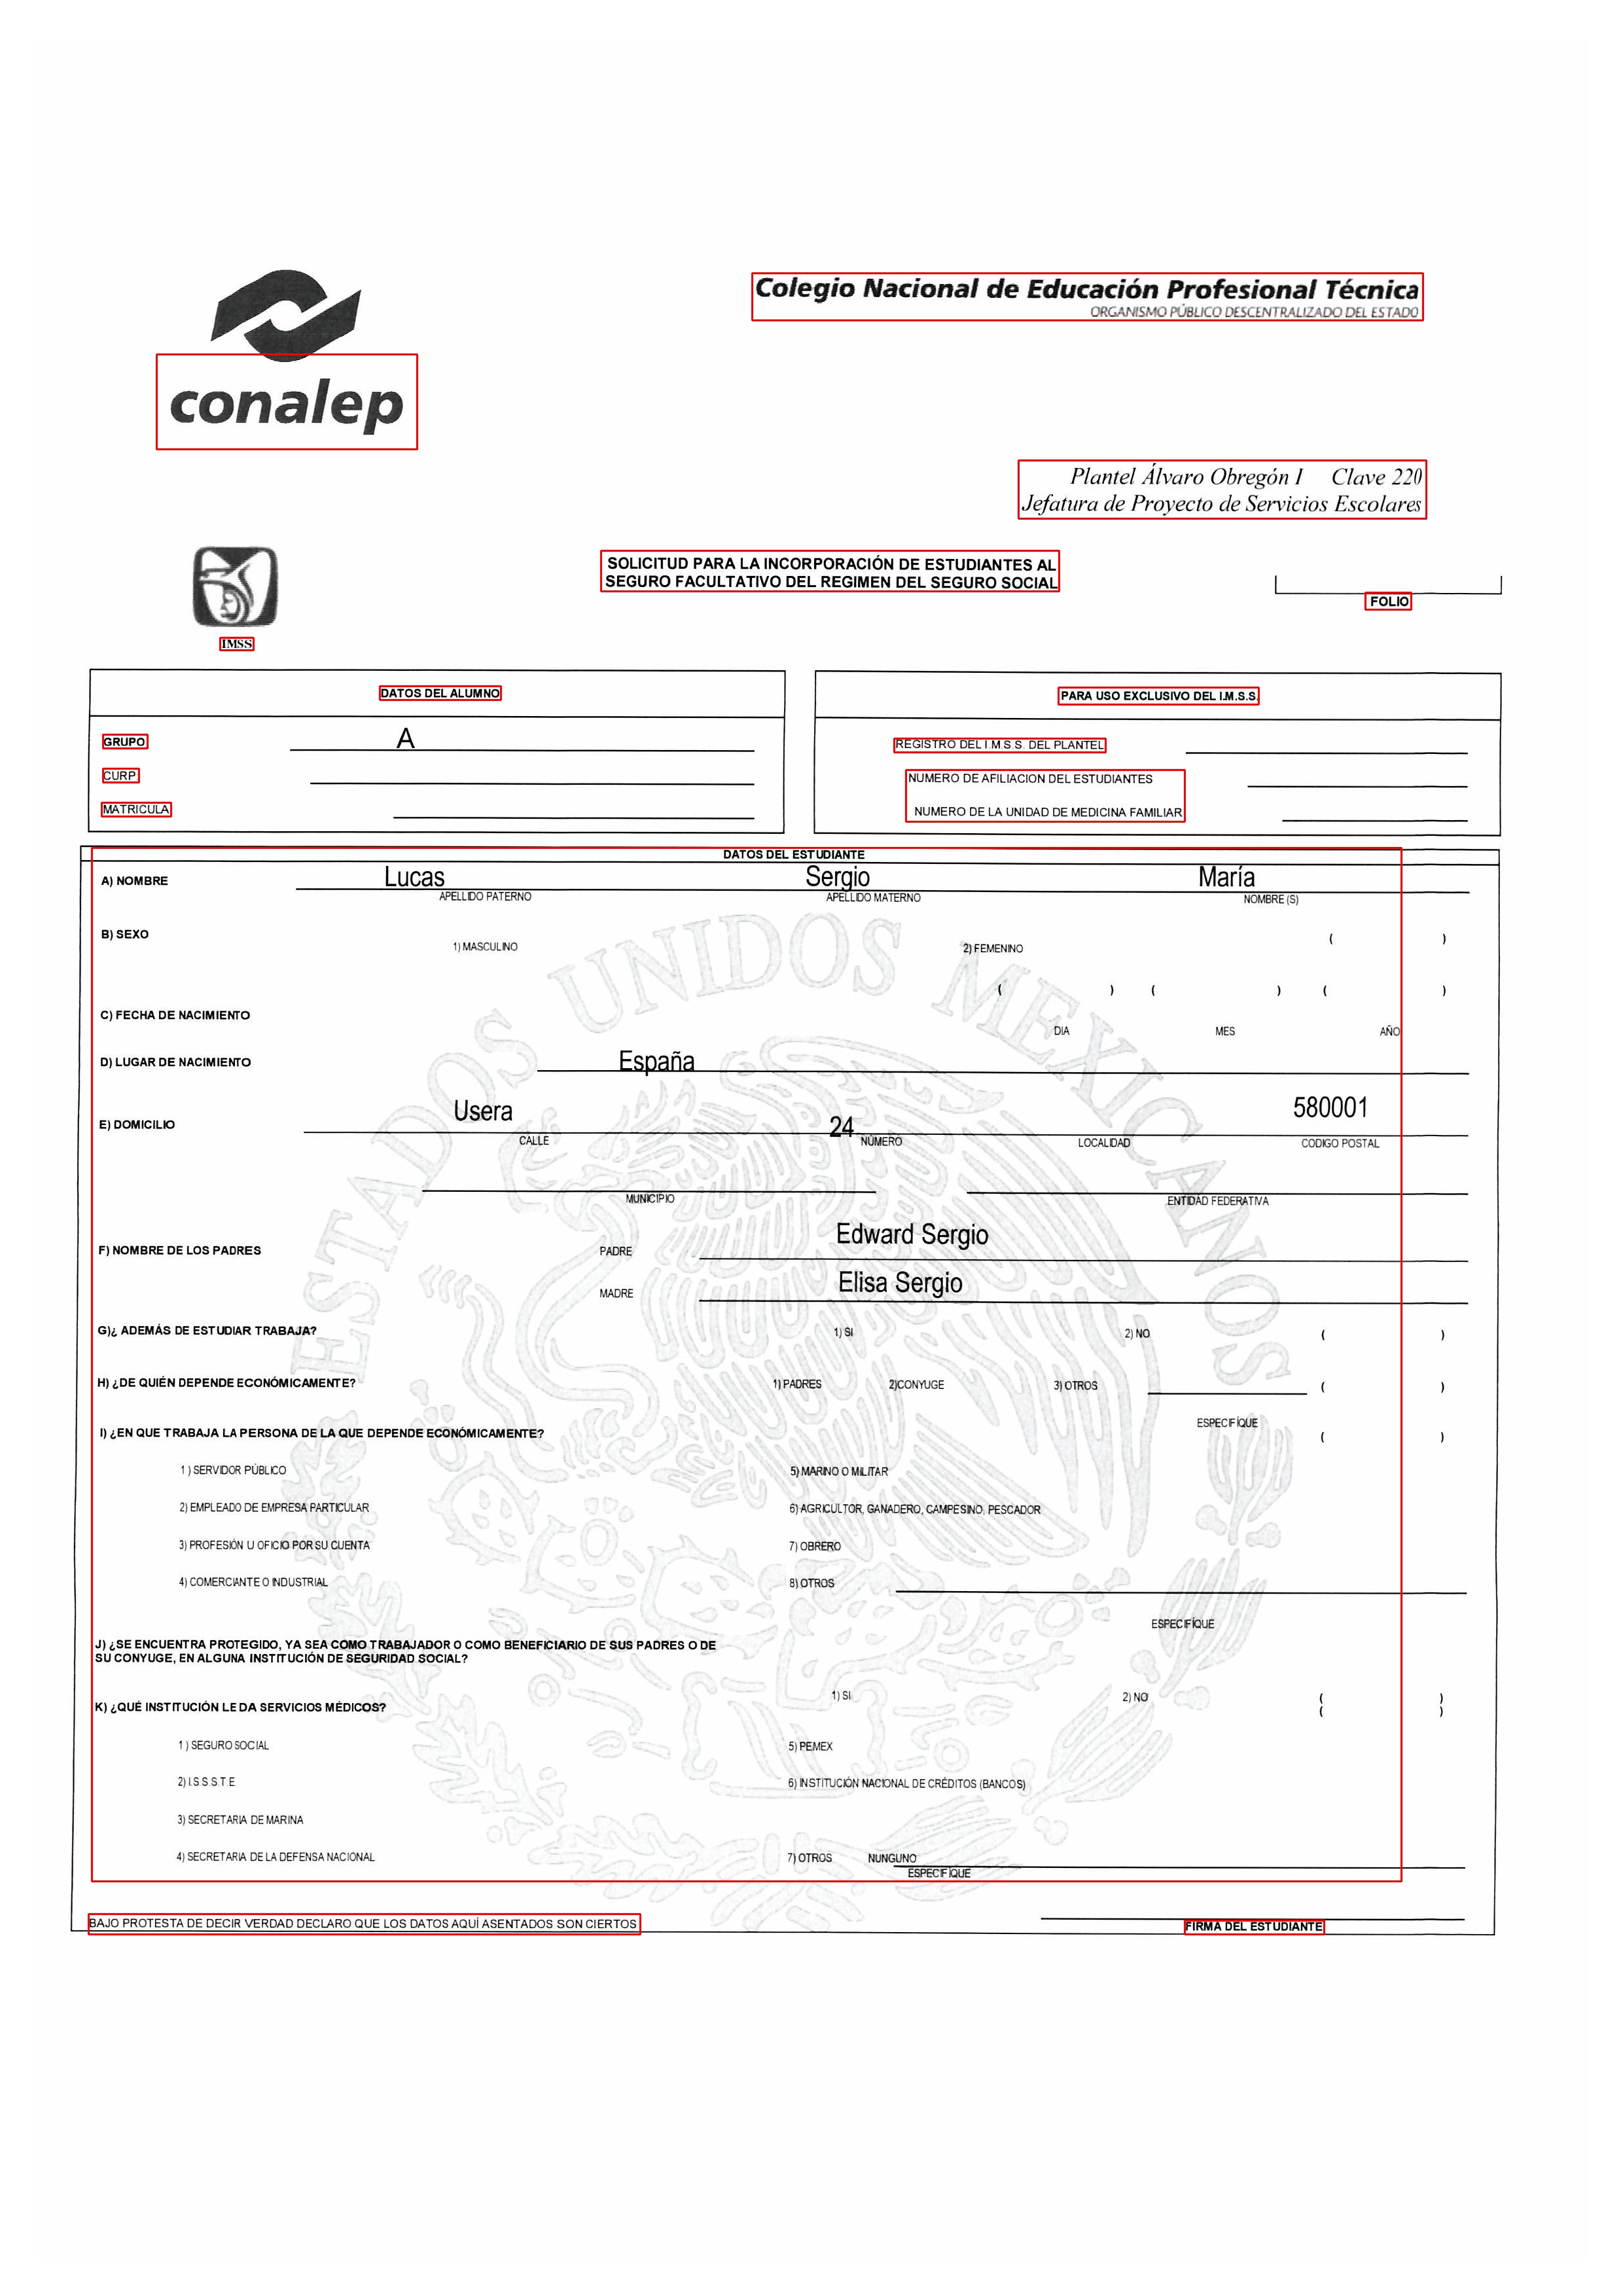 Colegio Nacional de Educación Profesional Técnica
ORGANISMO PÚBLICO DESCENTRALIZADO DEL ESTADO
conalep
Plantel Álvaro Obregón I Clave 220
Jefatura de Proyecto de Servicios Escolares
SOLICITUD PARA LA INCORPORACIÓN DE ESTUDIANTES AL
SEGURO FACULTATIVO DEL REGIMEN DEL SEGURO SOCIAL
FOLIO
IMSS
DATOS DEL ALUMNO
GRUPO A
CURP
MATRICULA
PARA USO EXCLUSIVO DEL I.M.S.S.
REGISTRO DEL I.M.S.S. DEL PLANTEL
NUMERO DE AFILIACION DEL ESTUDIANTES
NUMERO DE LA UNIDAD DE MEDICINA FAMILIAR
DATOS DEL ESTUDIANTE
A) NOMBRE Lucas Sergio María
APELLIDO PATERNO APELLIDO MATERNO NOMBRE (S)
B) SEXO 1) MASCULINO 2) FEMENINO ( )
( ) ( ) ( )
C) FECHA DE NACIMIENTO
DIA MES AÑO
D) LUGAR DE NACIMIENTO España
E) DOMICILIO Usera 24 580001
CALLE NÚMERO LOCALIDAD CODIGO POSTAL
MUNICIPIO ENTIDAD FEDERATIVA
F) NOMBRE DE LOS PADRES PADRE Edward Sergio
MADRE Elisa Sergio
G)¿ ADEMÁS DE ESTUDIAR TRABAJA? 1) SI 2) NO ( )
H) ¿DE QUIÉN DEPENDE ECONÓMICAMENTE? 1) PADRES 2)CONYUGE 3) OTROS ( )
ESPECIFÍQUE
I) ¿EN QUE TRABAJA LA PERSONA DE LA QUE DEPENDE ECONÓMICAMENTE? ( )
1 ) SERVIDOR PÚBLICO 5) MARINO O MILITAR
2) EMPLEADO DE EMPRESA PARTICULAR 6) AGRICULTOR, GANADERO, CAMPESINO, PESCADOR
3) PROFESIÓN U OFICIO POR SU CUENTA 7) OBRERO
4) COMERCIANTE O INDUSTRIAL 8) OTROS
ESPECIFÍQUE
J) ¿SE ENCUENTRA PROTEGIDO, YA SEA COMO TRABAJADOR O COMO BENEFICIARIO DE SUS PADRES O DE
SU CONYUGE, EN ALGUNA INSTITUCIÓN DE SEGURIDAD SOCIAL?
1) SI 2) NO ( )
K) ¿QUÉ INSTITUCIÓN LE DA SERVICIOS MÉDICOS? ( )
1 ) SEGURO SOCIAL 5) PEMEX
2) I.S.S.S.T.E. 6) INSTITUCIÓN NACIONAL DE CRÉDITOS (BANCOS)
3) SECRETARIA DE MARINA
4) SECRETARIA DE LA DEFENSA NACIONAL 7) OTROS NUNGUNO
ESPECIFIQUE
BAJO PROTESTA DE DECIR VERDAD DECLARO QUE LOS DATOS AQUÍ ASENTADOS SON CIERTOS
FIRMA DEL ESTUDIANTE
ESTADOS UNIDOS MEXICANOS